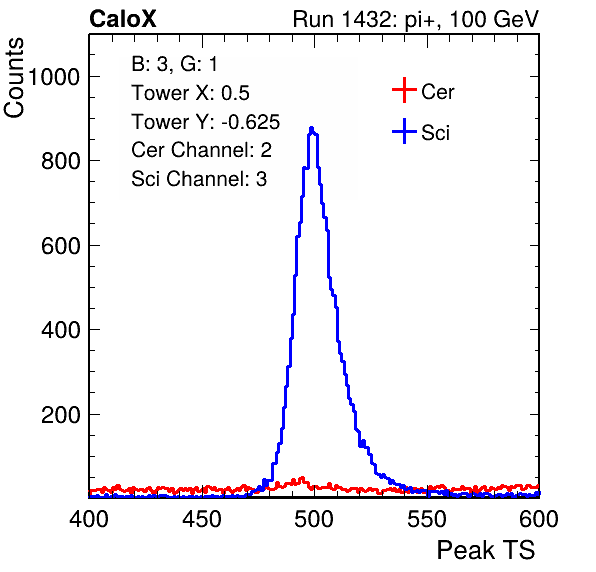 CaloX
Run 1432: pi+, 100 GeV
Counts
B: 3, G: 1
Tower X: 0.5
Tower Y: -0.625
Cer Channel: 2
Sci Channel: 3
Cer
Sci
1000
800
600
400
200
400 450 500 550 600
Peak TS